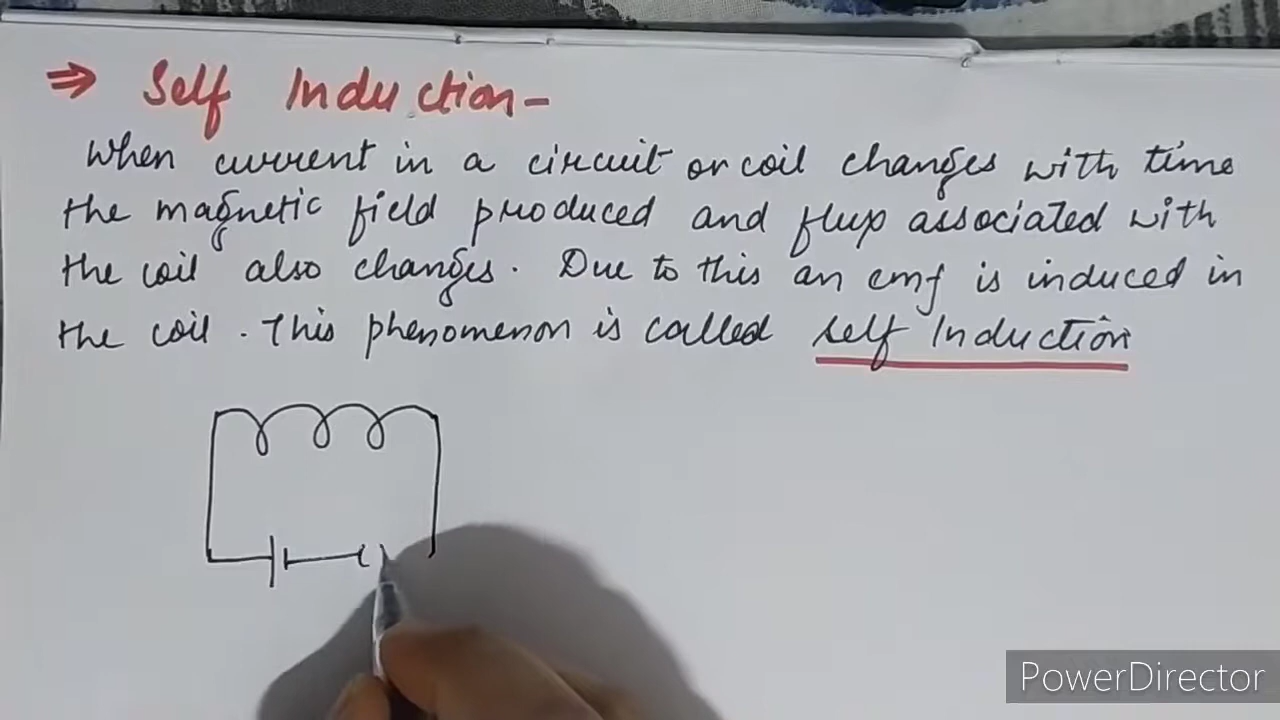 ⇒ Self Induction-
When current in a circuit or coil changes with time
the magnetic field produced and flux associated with
the coil also changes. Due to this an emf is induced in
the coil. This phenomenon is called self Induction
PowerDirector